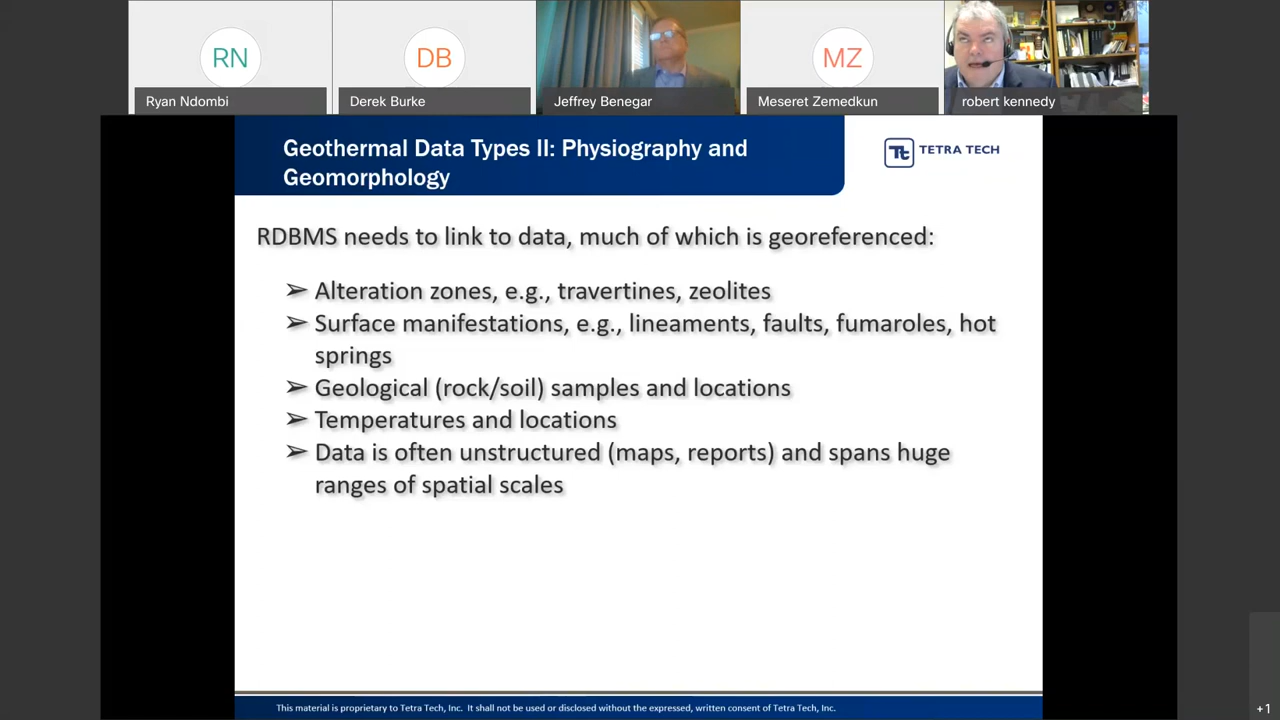 RN
DB
MZ
Ryan Ndombi
Derek Burke
Jeffrey Benegar
Meseret Zemedkun
robert kennedy
Geothermal Data Types II: Physiography and
Geomorphology
Tt TETRA TECH
RDBMS needs to link to data, much of which is georeferenced:
➢ Alteration zones, e.g., travertines, zeolites
➢ Surface manifestations, e.g., lineaments, faults, fumaroles, hot
springs
➢ Geological (rock/soil) samples and locations
➢ Temperatures and locations
➢ Data is often unstructured (maps, reports) and spans huge
ranges of spatial scales
This material is proprietary to Tetra Tech, Inc. It shall not be used or disclosed without the expressed, written consent of Tetra Tech, Inc.
+1